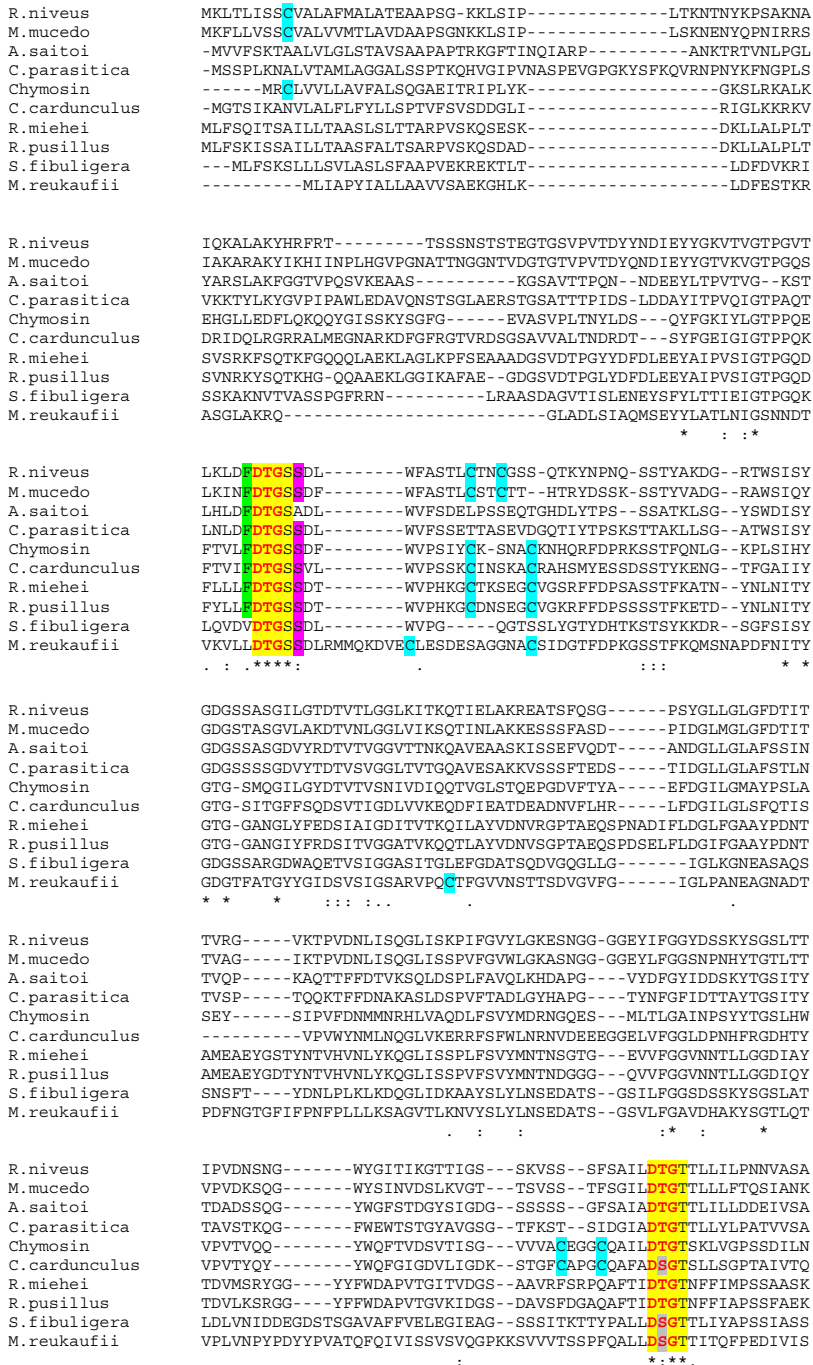 R.niveus MKLTLISSCVALAFMALATEAAPSG-KKLSIP----------------LTKNTNYKPSAKNA
M.mucedo MKFLLVSSCVALVVMTLAVDAAPSGNKKLSIP----------------LSKNENYQPNIRRS
A.saitoi -MVVFSKTAALVLGLSTAVSAAPAPTRKGFTINQIARP----------ANKTRTVNLPGL
C.parasitica -MSSPLKNALVTAMLAGGALSSPTKQHVGIPVNASPEVGPGKYSFKQVRNPNYKFNGPLS
Chymosin ------MRCLVVLLAVFALSQGAEITRIPLYK----------------GKSLRKALK
C.cardunculus --MGTSIKANVLALFLFYLLSPTVFSVSDDGLI---------------RIGLKKRKV
R.miehei MLFSQITSAILLTAASLSLTTARPVSKQSESK----------------DKLLALPLT
R.pusillus MLFSKISSAILLTAASFALTSARPVSKQSDAD----------------DKLLALPLT
S.fibuligera ---MLFSKSLLLSVLASLSFAAPVEKREKTLT----------------LDFDVKRI
M.reukaufii ----------MLIAPYIALLAAVVSAEKGHLK----------------LDFESTKR
R.niveus IQKALAKYHRFRT---------TSSSNSTSTEGTGSVPVTDYYNDIEYYGKVTVGTPGVT
M.mucedo IAKARAKYIKHIINPLHGVPGNATTNGGNTVDGTGTVPVTDYQNDIEYYGTVKVGTPGQS
A.saitoi YARSLAKFGGTVPQSVKEAAS---------KGSAVTTPQN--NDEEYLTPVTVG--KST
C.parasitica VKKTYLKYGVPIPAWLEDAVQNSTSGLAERSTGSATTTPIDS-LDDAYITPVQIGTPAQT
Chymosin EHGLLEDFLQKQQYGISSKYSGFG------EVASVPLTNYLDS--QYFGKIYLGTPPQE
C.cardunculus DRIDQLRGRRALMEGNARKDFGFRGTVRDSGSAVVALTNDRDT--SYFGEIGIGTPPQK
R.miehei SVSRKFSQTKFGQQQLAEKLAGLKPFSEAAADGSVDTPGYYDFDLEEYAIPVSIGTPGQD
R.pusillus SVNRKYSQTKHG-QQAAEKLGGIKAFAE--GDGSVDTPGLYDFDLEEYAIPVSIGTPGQD
S.fibuligera SSKAKNVTVASSPGFRRN---------LRAASDAGVTISLENEYSFYLTTIEIGTPGQK
M.reukaufii ASGLAKRQ--------------------------GLADLSIAQMSEYYLATLNIGSNNDT
* : :*
R.niveus LKLDFDTGSSDL--------WFASTLCTNCGSS-QTKYNPNQ-SSTYAKDG--RTWSISY
M.mucedo LKINFDTGSSDF--------WFASTLCSTCTT--HTRYDSSK-SSTYVADG--RAWSIQY
A.saitoi LHLDFDTGSADL--------WVFSDELPSSEQTGHDLYTPS--SSATKLSG--YSWDISY
C.parasitica LNLDFDTGSSDL--------WVFSSETTASEVDGQTIYTPSKSTTAKLLSG--ATWSISY
Chymosin FTVLFDTGSSDF--------WVPSIYCK-SNACKNHQRFDPRKSSTFQNLG--KPLSIHY
C.cardunculus FTVIFDTGSSVL--------WVPSSKCINSKACRAHSMYESSDSSTYKENG--TFGAIIY
R.miehei FLLLFDTGSSDT--------WVPHKGCTKSEGCVGSRFFDPSASSTFKATN--YNLNITY
R.pusillus FYLLFDTGSSDT--------WVPHKGCDNSEGCVGKRFFDPSSSSTFKETD--YNLNITY
S.fibuligera LQVDVDTGSSDL--------WVPG-----QGTSSLYGTYDHTKSTSYKKDR--SGFSISY
M.reukaufii VKVLLDTGSSDLRMMQKDVECLESDESAGGNACSIDGTFDPKGSSTFKQMSNAPDFNITY
. : .****: . ::: * *
R.niveus GDGSSASGILGTDTVTLGGLKITKQTIELAKREATSFQSG------PSYGLLGLGFDTIT
M.mucedo GDGSTASGVLAKDTVNLGGLVIKSQTINLAKKESSSFASD------PIDGLMGLGFDTIT
A.saitoi GDGSSASGDVYRDTVTVGGVTTNKQAVEAASKISSEFVQDT-----ANDGLLGLAFSSIN
C.parasitica GDGSSSSGDVYTDTVSVGGLTVTGQAVESAKKVSSSFTEDS-----TIDGLLGLAFSTLN
Chymosin GTG-SMQGILGYDTVTVSNIVDIQQTVGLSTQEPGDVFTYA-----EFDGILGMAYPSLA
C.cardunculus GTG-SITGFFSQDSVTIGDLVVKEQDFIEATDEADNVFLHR-----LFDGILGLSFQTIS
R.miehei GTG-GANGLYFEDSIAIGDITVTKQILAYVDNVRGPTAEQSPNADIFLDGLFGAAYPDNT
R.pusillus GTG-GANGIYFRDSITVGGATVKQQTLAYVDNVSGPTAEQSPDSELFLDGIFGAAYPDNT
S.fibuligera GDGSSARGDWAQETVSIGGASITGLEFGDATSQDVGQGLLG------IGLKGNEASAQS
M.reukaufii GDGTFATGYYGIDSVSIGSARVPQCTFGVVNSTTSDVGVFG------IGLPANEAGNADT
* * * ::: :.. . .
R.niveus TVRG-----VKTPVDNLISQGLISKPIFGVYLGKESNGG-GGEYIFGGYDSSKYSGSLTT
M.mucedo TVAG-----IKTPVDNLISQGLISSPVFGVWLGKASNGG-GGEYLFGGSNPNHYTGTLTT
A.saitoi TVQP-----KAQTTFFDTVKSQLDSPLFAVQLKHDAPG----VYDFGYIDDSKYTGSITY
C.parasitica TVSP-----TQQKTFFDNAKASLDSPVFTADLGYHAPG----TYNFGFIDTTAYTGSITY
Chymosin SEY------SIPVFDNMMNRHLVAQDLFSVYMDRNGQES---MLTLGAINPSYYTGSLHW
C.cardunculus ----------VPVWYNMLNQGLVKERRFSFWLNRNVDEEEGGELVFGGLDPNHFRGDHTY
R.miehei AMEAEYGSTYNTVHVNLYKQGLISSPLFSVYMNTNSGTG---EVVFGGVNNTLLGGDIAY
R.pusillus AMEAEYGDTYNTVHVNLYKQGLISSPVFSVYMNTNDGGG---QVVFGGVNNTLLGGDIQY
S.fibuligera SNSFT----YDNLPLKLKDQGLIDKAAYSLYLNSEDATS--GSILFGGSDSSKYSGSLAT
M.reukaufii PDFNGTGFIFPNFPLLLKSAGVTLKNVYSLYLNSEDATS--GSVLFGAVDHAKYSGTLQT
. : : :* : *
R.niveus IPVDNSNG-------WYGITIKGTTIGS---SKVSS--SFSAILDTGTTLLILPNNVASA
M.mucedo VPVDKSQG-------WYSINVDSLKVGT---TSVSS--TFSGILDTGTTLLLLFTQSIANK
A.saitoi TDADSSQG-------YWGFSTDGYSIGDG--SSSSS--GFSAIADTGTTLILLDDEIVSA
C.parasitica TAVSTKQG-------FWEWTSTGYAVGSG--TFKST--SIDGIADTGTTLLYLPATVVSA
Chymosin VPVTVQQ--------YWQFTVDSVTISG---VVVACEGGCQAILDTGTSKLVGPSSDILN
C.cardunculus VPVTYQY--------YWQFGIGDVLIGDK--STGFCAPGCQAFADSGTSLLSGPTAIVTQ
R.miehei TDVMSRYGG----YYFWDAPVTGITVDGS---AAVRFSRPQAFTIDTGTNFFIMPSSAASK
R.pusillus TDVLKSRGG----YFFWDAPVTGVKIDGS---DAVSFDGAQAFTIDTGTNFFIAPSSFAEK
S.fibuligera LDLVNIDDEGDSTSGAVAFFVELEGIEAG--SSSITKTTYPALLDSGTTLIYAPSSIASS
M.reukaufii VPLVNPYPDYYPVATQFQIVISSVSVQGPKKSVVVTSSPFQALLDSGTTITQFPEDIVIS
: *:**.